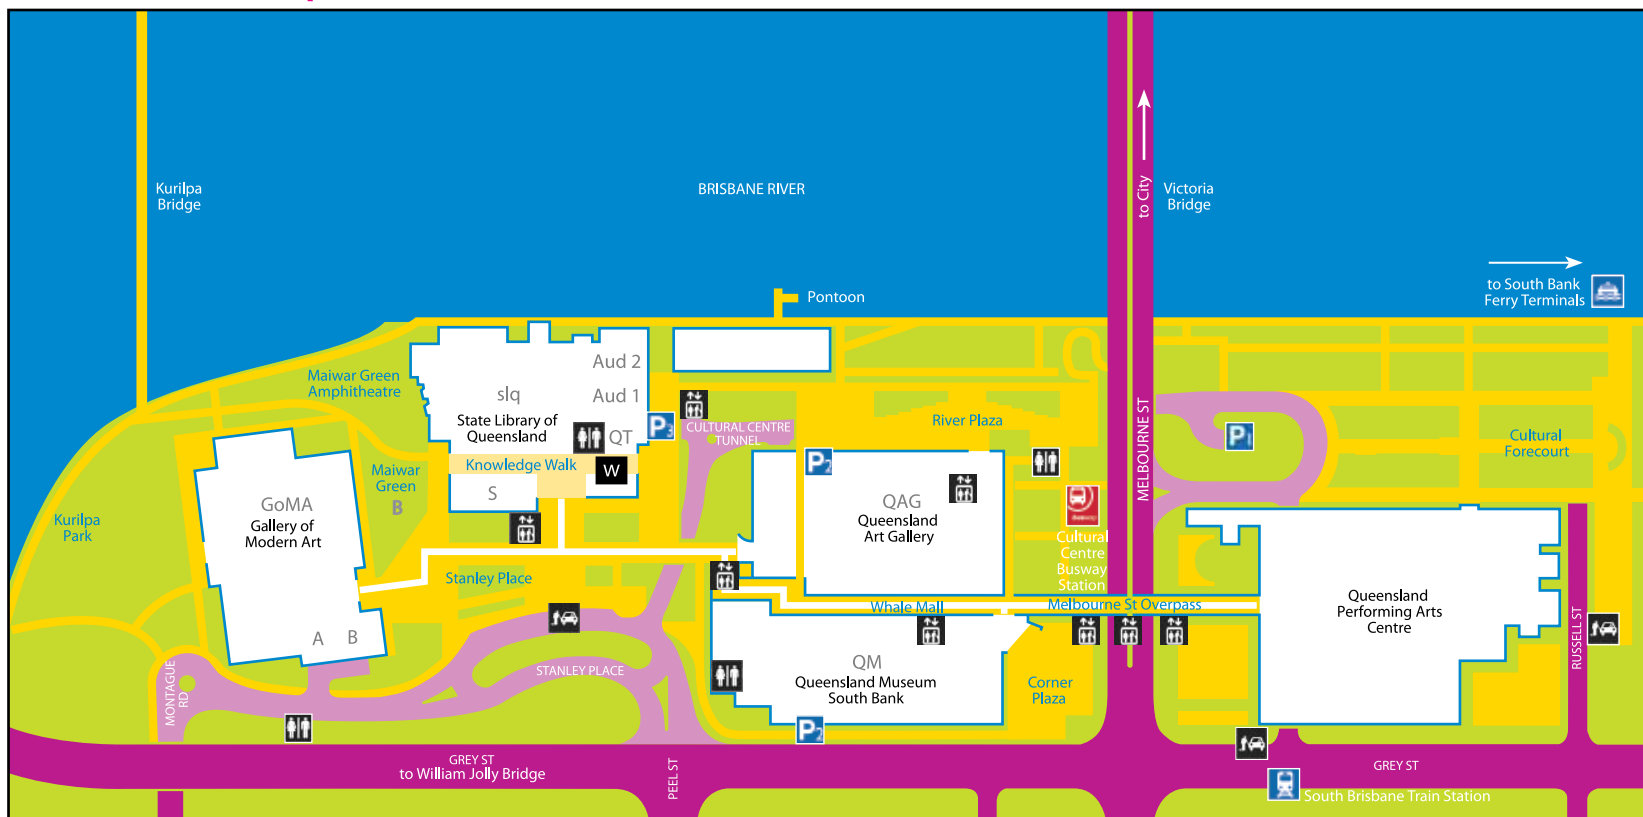 Kurilpa
Bridge
BRISBANE RIVER
to City
Victoria
Bridge
to South Bank
Ferry Terminals
Pontoon
Maiwar Green
Amphitheatre
slq
State Library of
Queensland
Aud 2
Aud 1
QT
P3
CULTURAL CENTRE
TUNNEL
River Plaza
MELBOURNE ST
P1
Cultural
Forecourt
Knowledge Walk
W
S
P2
Maiwar
Green
B
GoMA
Gallery of
Modern Art
Kurilpa
Park
QAG
Queensland
Art Gallery
Cultural
Centre
Busway
Station
Stanley Place
Whale Mall
Melbourne St Overpass
Queensland
Performing Arts
Centre
RUSSELL ST
A
B
STANLEY PLACE
QM
Queensland Museum
South Bank
Corner
Plaza
MONTAGUE
RD
P2
GREY ST
to William Jolly Bridge
PEEL ST
GREY ST
South Brisbane Train Station